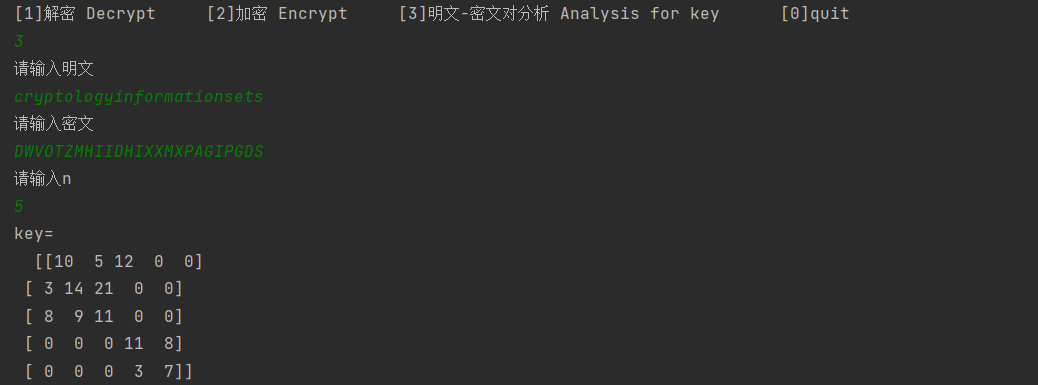 [1]解密 Decrypt     [2]加密 Encrypt     [3]明文-密文对分析 Analysis for key      [0]quit
3
请输入明文
cryptologyinformationsets
请输入密文
DWVOTZMHIIDHIXXMXPAGIPGDS
请输入n
5
key=
  [[10  5 12  0  0]
 [ 3 14 21  0  0]
 [ 8  9 11  0  0]
 [ 0  0  0 11  8]
 [ 0  0  0  3  7]]